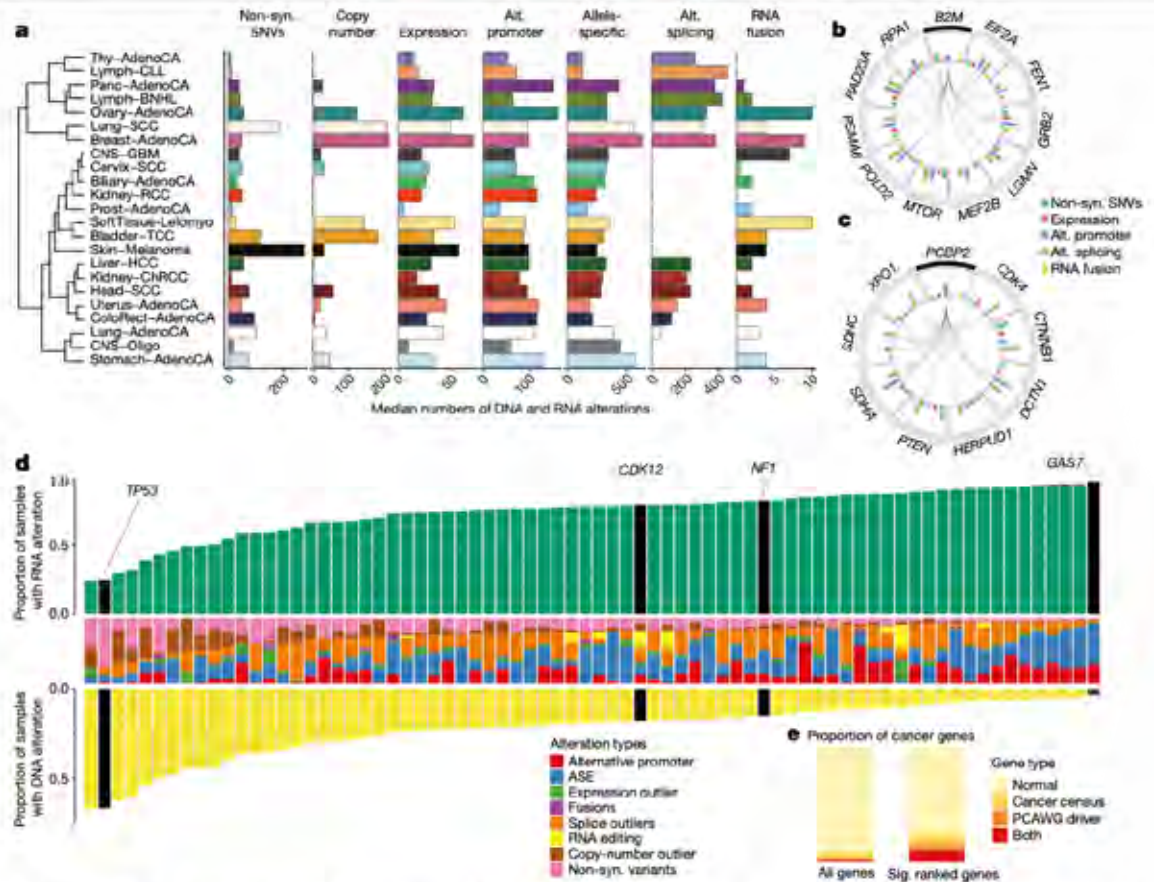 a
Non-syn. SNVs
Copy number
Expression
Alt. promoter
Allele-specific
Alt. splicing
RNA fusion
Thy-AdenoCA
Lymph-CLL
Panc-AdenoCA
Lymph-BNHL
Ovary-AdenoCA
Lung-SCC
Breast-AdenoCA
CNS-GBM
Cervix-SCC
Biliary-AdenoCA
Kidney-RCC
Prost-AdenoCA
SoftTissue-Leiomyo
Bladder-TCC
Skin-Melanoma
Liver-HCC
Kidney-ChRCC
Head-SCC
Uterus-AdenoCA
ColoRect-AdenoCA
Lung-AdenoCA
CNS-Oligo
Stomach-AdenoCA
0 200 0 100 200 0 50 0 100 0 500 0 200 400 0 5 10
Median numbers of DNA and RNA alterations
b
B2M
EIF2A
FEN1
GRB2
MEF2B
MTOR
POLD2
RAD23A
RPA1
Non-syn. SNVs
Expression
Alt. promoter
Alt. splicing
RNA fusion
c
PCBP2
CDK4
CTNNB1
DCTN1
HERPUD1
PTEN
SDHA
SDHC
XPO1
d
Proportion of samples
with RNA alteration
1.0
0.5
0.0
TP53
CDK12
NF1
GAS7
Proportion of samples
with DNA alteration
0.0
0.5
Alteration types
Alternative promoter
ASE
Expression outlier
Fusions
Splice outliers
RNA editing
Copy-number outlier
Non-syn. variants
e Proportion of cancer genes
All genes Sig. ranked genes
Gene type
Normal
Cancer census
PCAWG driver
Both